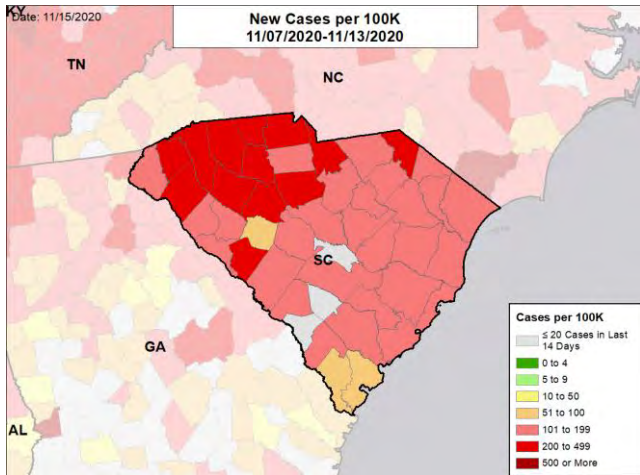 KY
Date: 11/15/2020
New Cases per 100K
11/07/2020-11/13/2020
TN
NC
SC
GA
AL
Cases per 100K
≤ 20 Cases in Last
14 Days
0 to 4
5 to 9
10 to 50
51 to 100
101 to 199
200 to 499
500 or More